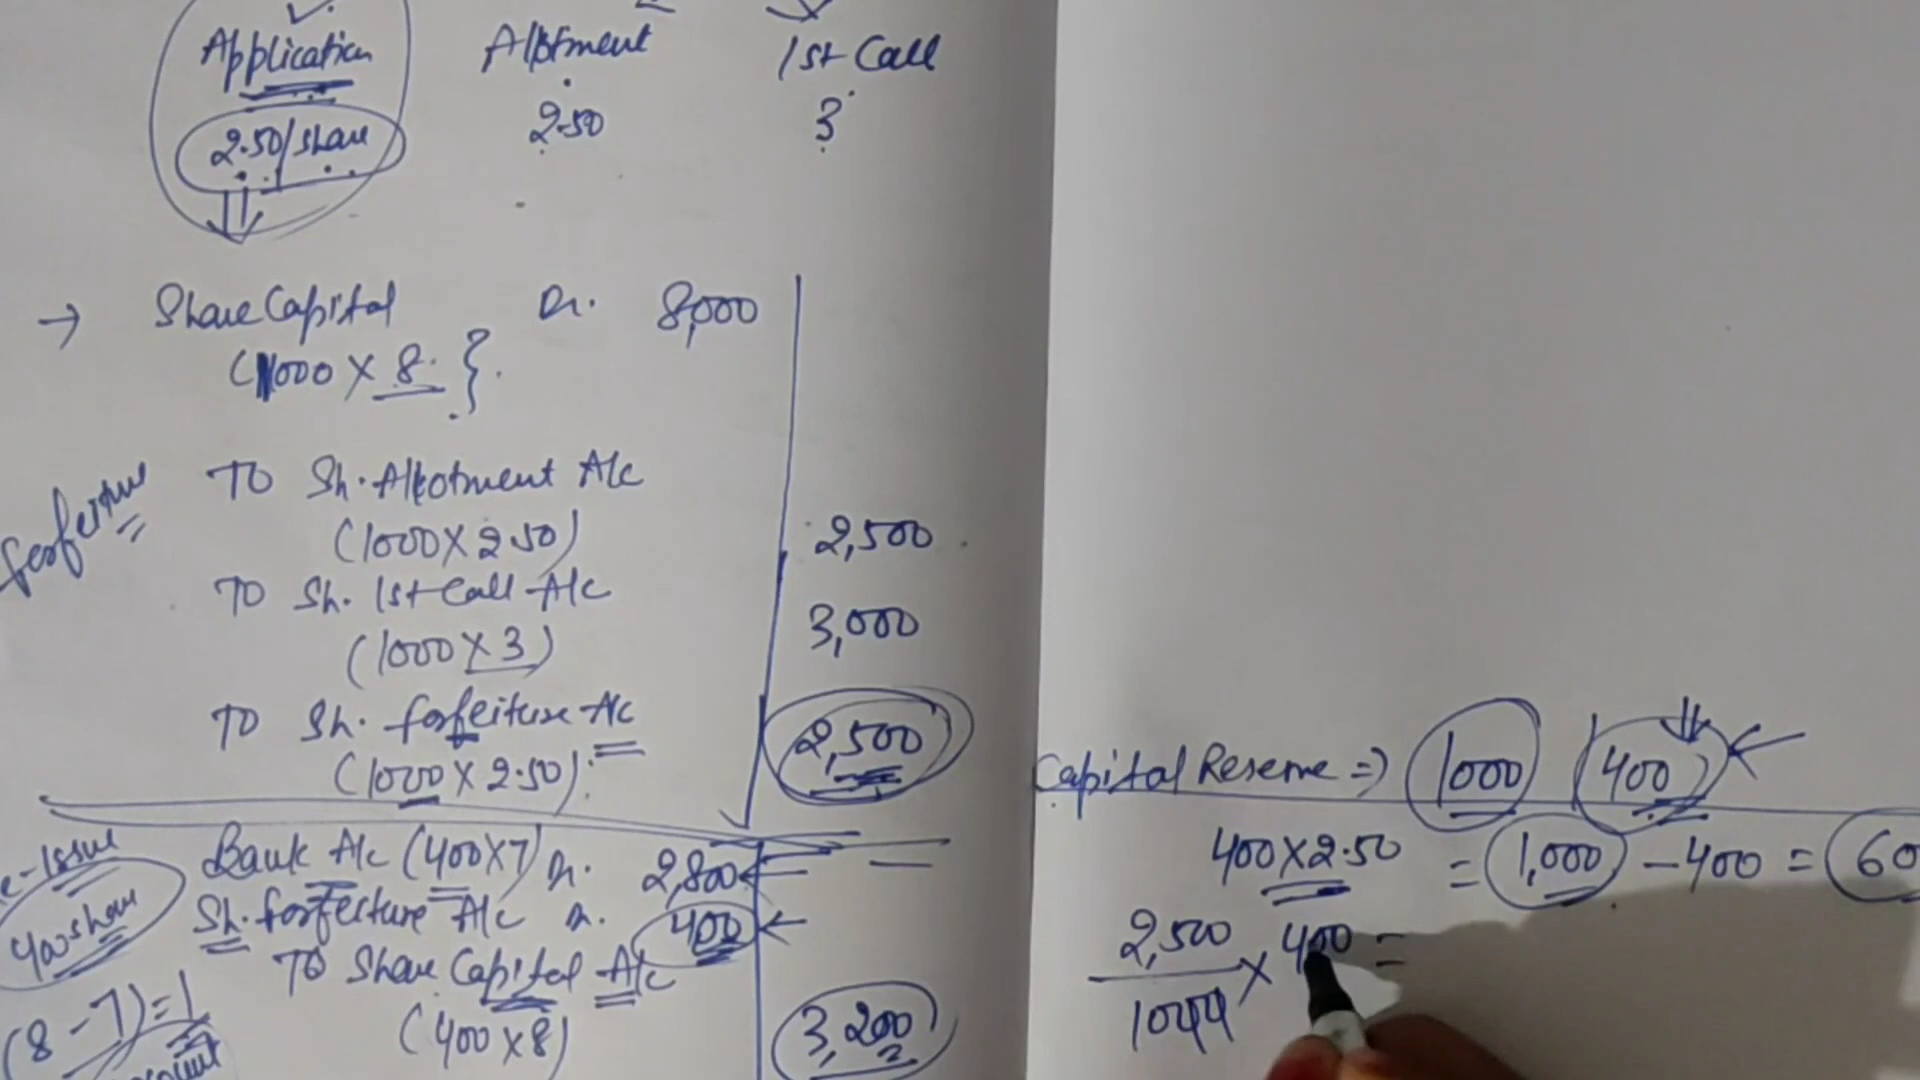 Application Allotment 1st Call
2.50/share 2.50 3
→ Share Capital Dr. 8,000
(1000 × 8 }
forfeiture
To Sh. Allotment A/c
(1000 × 2.50) 2,500
To Sh. 1st Call A/c
(1000 × 3) 3,000
To Sh. forfeiture A/c
(1000 × 2.50) 2,500
Bank A/c (400×7) Dr. 2,800
400 share
Sh. forfeiture A/c Dr. 400
To Share Capital A/c
(400 × 8) 3,200
(8 - 7) = 1
Capital Reserve ⇒ 1000 400
400 × 2.50 = 1,000 - 400 = 60
2,500 × 400 =